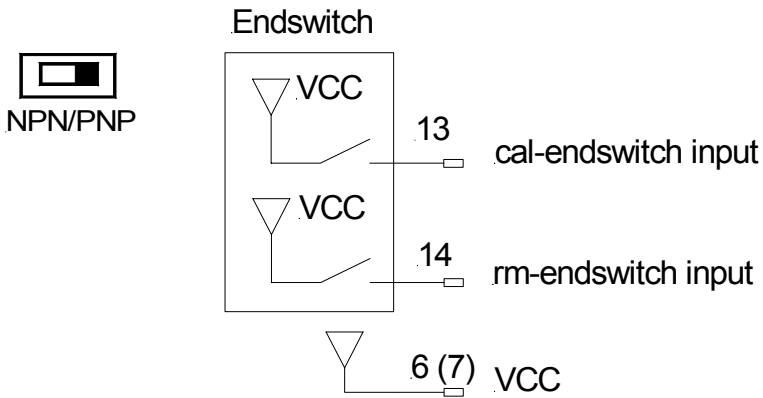 Endswitch
NPN/PNP
VCC
13
cal-endswitch input
VCC
14
rm-endswitch input
6 (7)
VCC